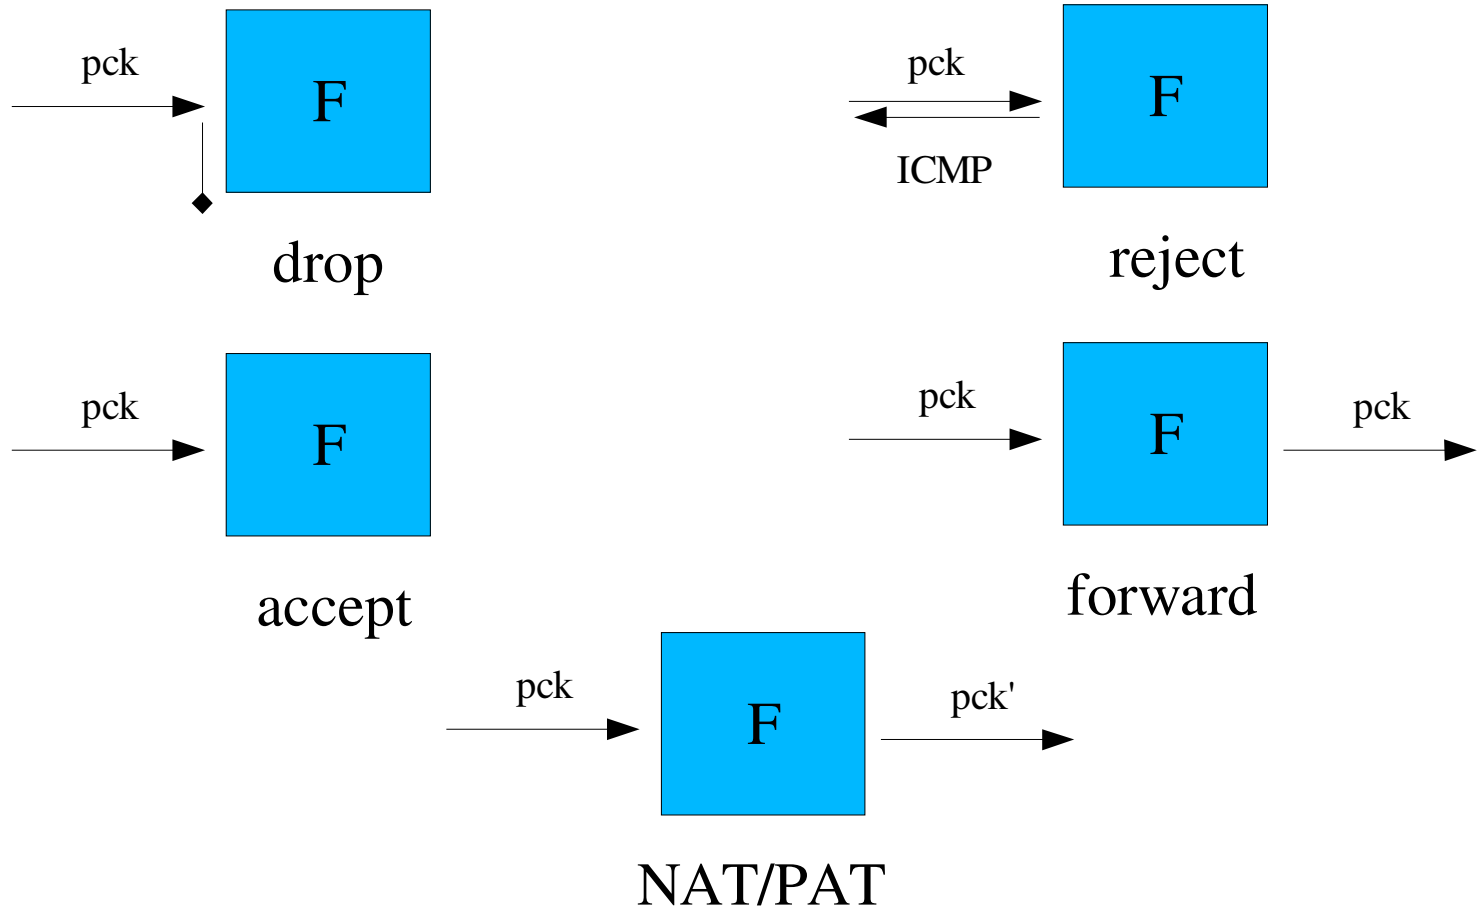 pck
F
drop
pck
ICMP
F
reject
pck
F
accept
pck
F
pck
forward
pck
F
pck'
NAT/PAT